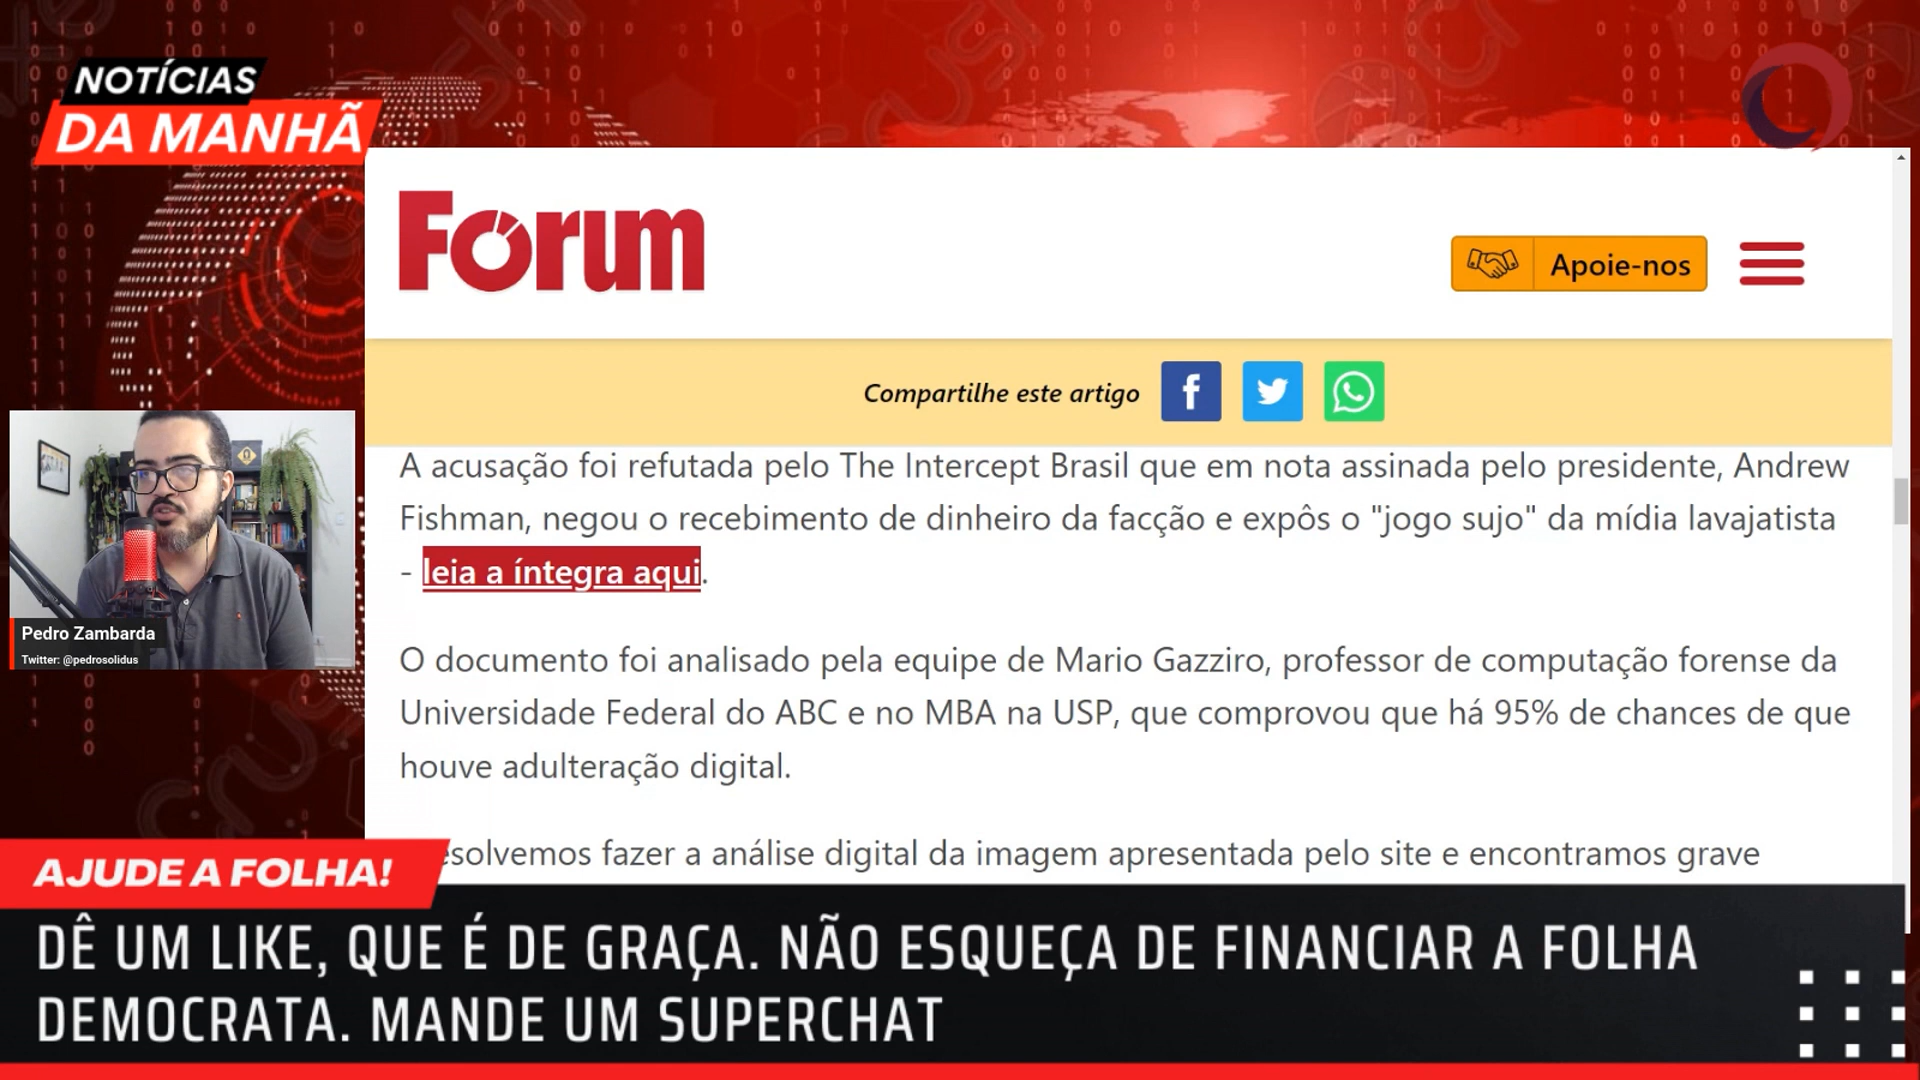 NOTÍCIAS
DA MANHÃ
Forum
Apoie-nos
Compartilhe este artigo
A acusação foi refutada pelo The Intercept Brasil que em nota assinada pelo presidente, Andrew
Fishman, negou o recebimento de dinheiro da facção e expôs o "jogo sujo" da mídia lavajatista
- leia a íntegra aqui.
O documento foi analisado pela equipe de Mario Gazziro, professor de computação forense da
Universidade Federal do ABC e no MBA na USP, que comprovou que há 95% de chances de que
houve adulteração digital.
esolvemos fazer a análise digital da imagem apresentada pelo site e encontramos grave
Pedro Zambarda
Twitter: @pedrosolidus
AJUDE A FOLHA!
DÊ UM LIKE, QUE É DE GRAÇA. NÃO ESQUEÇA DE FINANCIAR A FOLHA
DEMOCRATA. MANDE UM SUPERCHAT